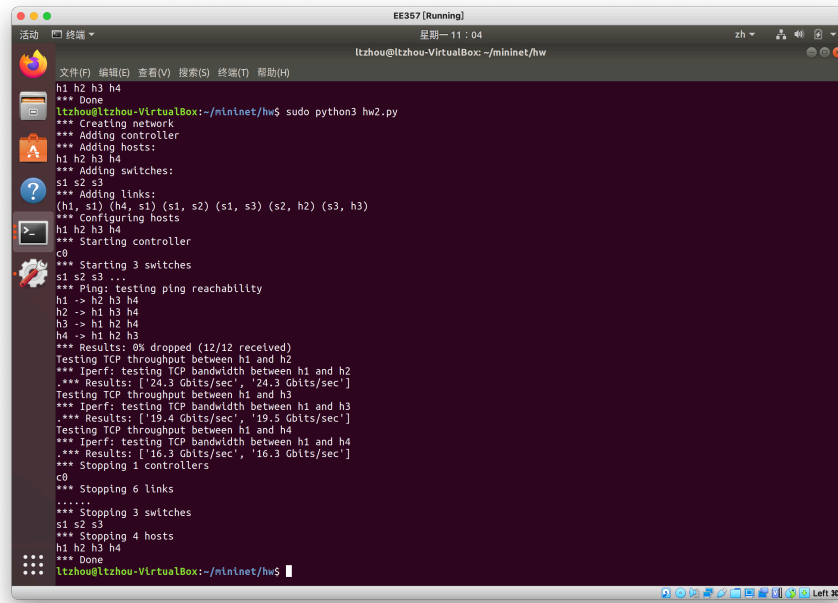 EE357 [Running]
活动 终端 星期一 11：04 zh
ltzhou@ltzhou-VirtualBox: ~/mininet/hw
文件(F) 编辑(E) 查看(V) 搜索(S) 终端(T) 帮助(H)
h1 h2 h3 h4
*** Done
ltzhou@ltzhou-VirtualBox:~/mininet/hw$ sudo python3 hw2.py
*** Creating network
*** Adding controller
*** Adding hosts:
h1 h2 h3 h4
*** Adding switches:
s1 s2 s3
*** Adding links:
(h1, s1) (h4, s1) (s1, s2) (s1, s3) (s2, h2) (s3, h3)
*** Configuring hosts
h1 h2 h3 h4
*** Starting controller
c0
*** Starting 3 switches
s1 s2 s3 ...
*** Ping: testing ping reachability
h1 -> h2 h3 h4
h2 -> h1 h3 h4
h3 -> h1 h2 h4
h4 -> h1 h2 h3
*** Results: 0% dropped (12/12 received)
Testing TCP throughput between h1 and h2
*** Iperf: testing TCP bandwidth between h1 and h2
.*** Results: ['24.3 Gbits/sec', '24.3 Gbits/sec']
Testing TCP throughput between h1 and h3
*** Iperf: testing TCP bandwidth between h1 and h3
.*** Results: ['19.4 Gbits/sec', '19.5 Gbits/sec']
Testing TCP throughput between h1 and h4
*** Iperf: testing TCP bandwidth between h1 and h4
.*** Results: ['16.3 Gbits/sec', '16.3 Gbits/sec']
*** Stopping 1 controllers
c0
*** Stopping 6 links
......
*** Stopping 3 switches
s1 s2 s3
*** Stopping 4 hosts
h1 h2 h3 h4
*** Done
ltzhou@ltzhou-VirtualBox:~/mininet/hw$
Left ⌘